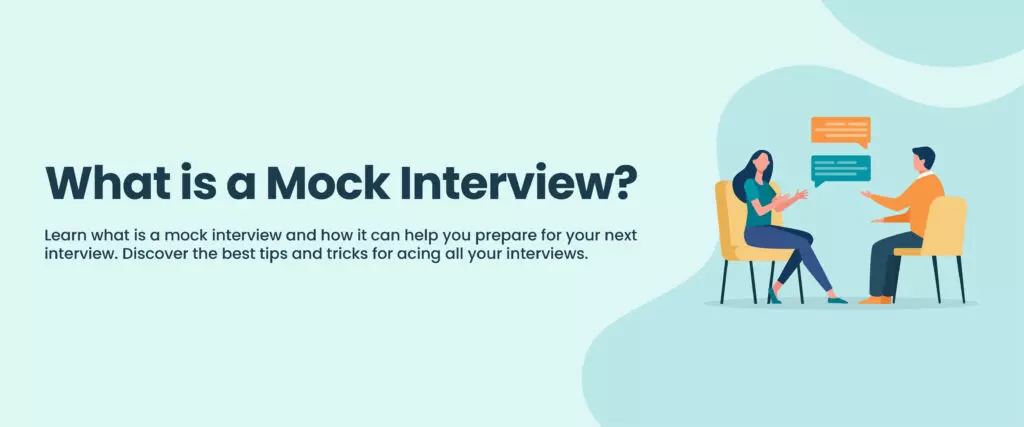 What is a Mock Interview?
Learn what is a mock interview and how it can help you prepare for your next
interview. Discover the best tips and tricks for acing all your interviews.